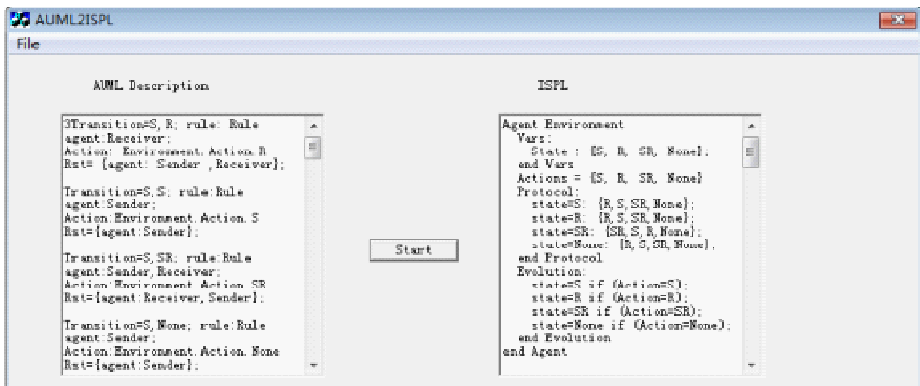 AUML2ISPL
File
AUML Description
ISPL
3Transition=S, R; rule: Rule
agent:Receiver;
Action: Environment.Action.R
Rst= {agent: Sender ,Receiver};
Transition=S.S; rule:Rule
agent:Sender;
Action:Environment.Action.S
Rst={agent:Sender};
Transition=S,SR; rule:Rule
agent:Sender,Receiver;
Action:Environment.Action.SR
Rst={agent:Receiver,Sender};
Transition=S,None; rule:Rule
agent:Sender;
Action:Environment.Action.None
Rst={agent:Sender};
Start
Agent Environment
Vars:
State : {S, R, SR, None};
end Vars
Actions = {S, R, SR, None}
Protocol:
state=S: {R,S,SR,None};
state=R: {R,S,SR,None};
state=SR: {SR,S,R,None};
state=None: {R,S,SR,None};
end Protocol
Evolution:
state=S if (Action=S);
state=R if (Action=R);
state=SR if (Action=SR);
state=None if (Action=None);
end Evolution
end Agent